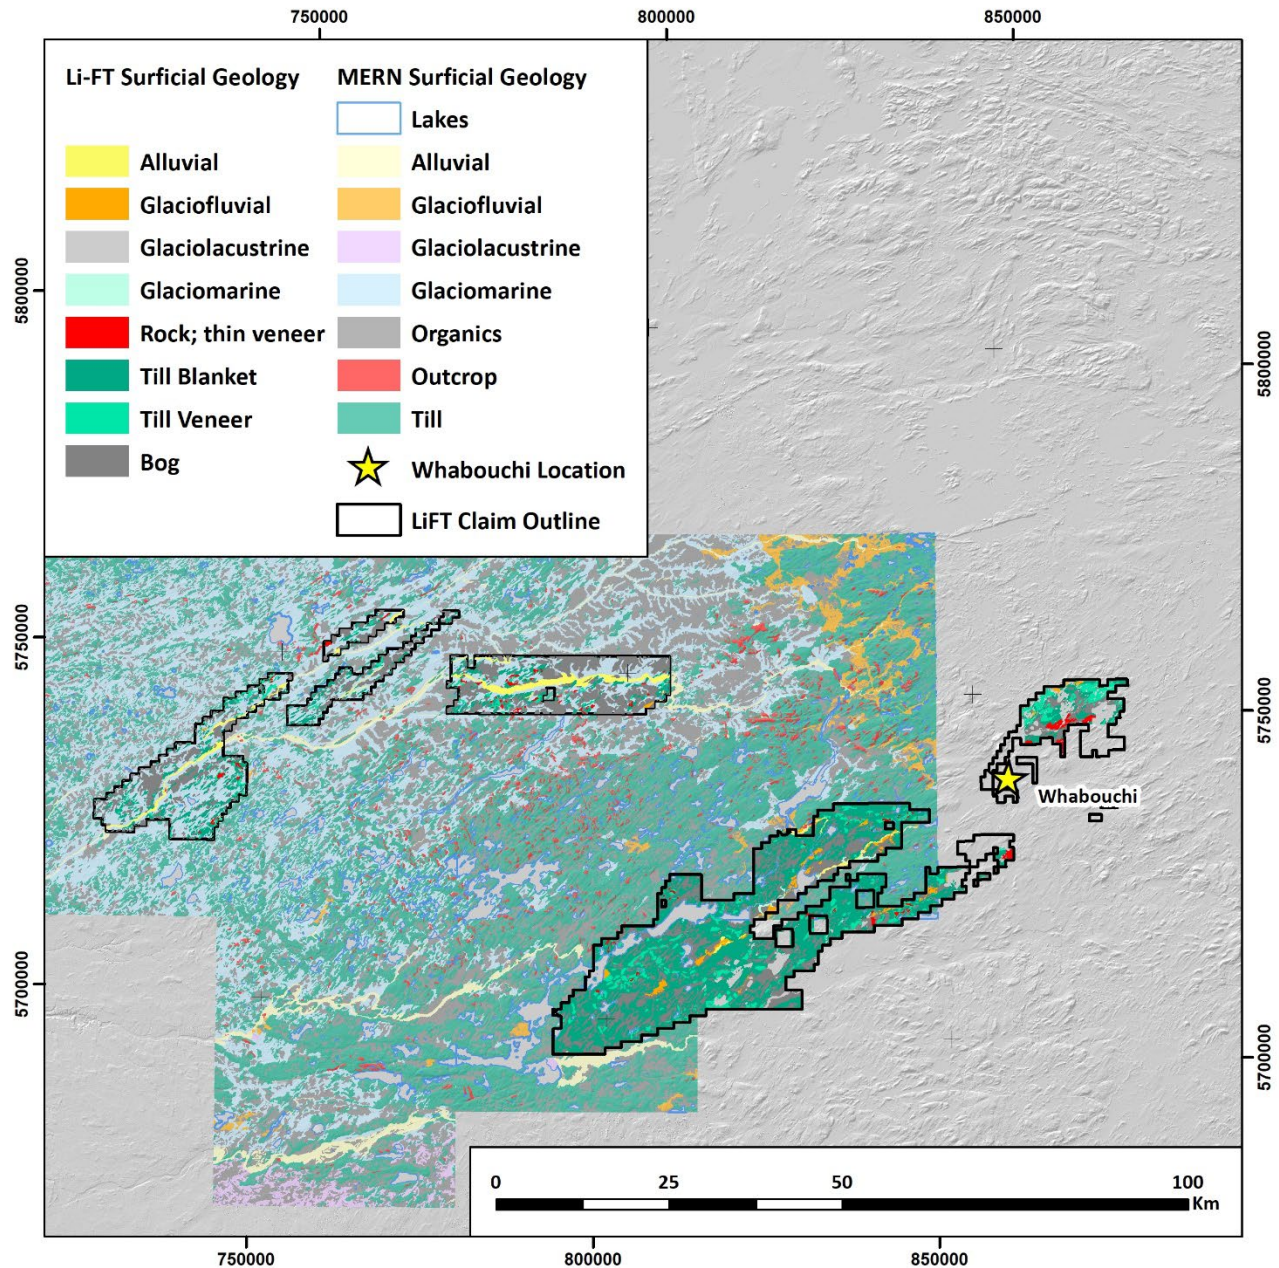 750000 800000 850000
Li-FT Surficial Geology
Alluvial
Glaciofluvial
Glaciolacustrine
Glaciomarine
Rock; thin veneer
Till Blanket
Till Veneer
Bog
MERN Surficial Geology
Lakes
Alluvial
Glaciofluvial
Glaciolacustrine
Glaciomarine
Organics
Outcrop
Till
Whabouchi Location
LiFT Claim Outline
5800000
5750000
5700000
5800000
5750000
5700000
Whabouchi
0 25 50 100
Km
750000 800000 850000